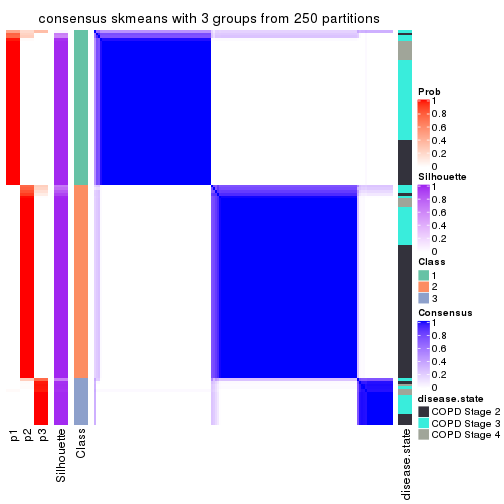 consensus skmeans with 3 groups from 250 partitions
Prob
1
0.8
0.6
0.4
0.2
0
Silhouette
1
0.8
0.6
0.4
0.2
0
Class
1
2
3
Consensus
1
0.8
0.6
0.4
0.2
0
disease.state
COPD Stage 2
COPD Stage 3
COPD Stage 4
p1
p2
p3
Silhouette
Class
disease.state